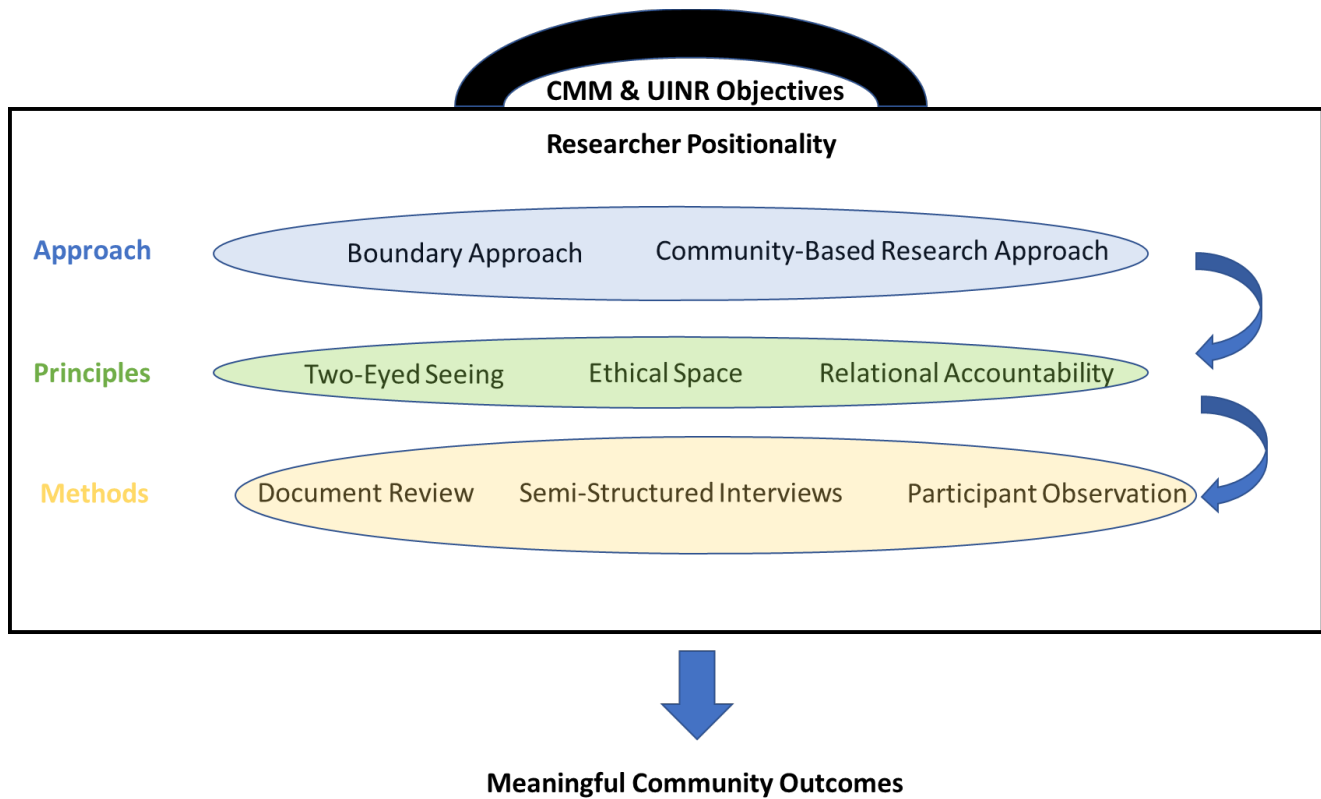 CMM & UINR Objectives
Researcher Positionality
Approach
Boundary Approach
Community-Based Research Approach
Principles
Two-Eyed Seeing
Ethical Space
Relational Accountability
Methods
Document Review
Semi-Structured Interviews
Participant Observation
Meaningful Community Outcomes